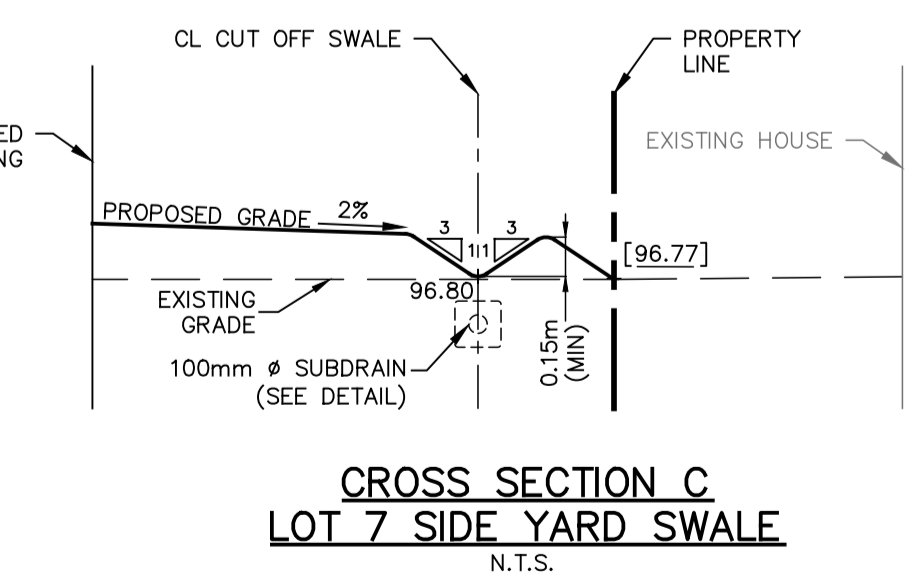 CL CUT OFF SWALE
PROPERTY
LINE
EXISTING HOUSE
PROPOSED GRADE 2%
3
3
1
1
[96.77]
96.80
EXISTING
GRADE
100mm ø SUBDRAIN
(SEE DETAIL)
0.15m
(MIN)
CROSS SECTION C
LOT 7 SIDE YARD SWALE
N.T.S.